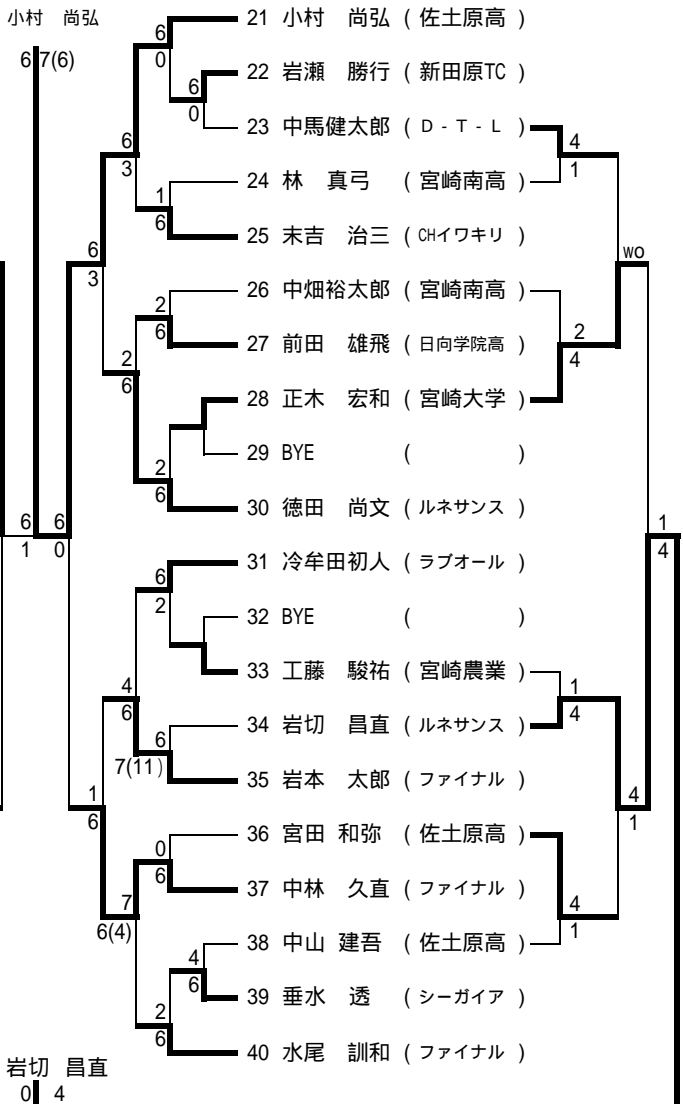 小村 尚弘
6 7(6)
21 小村 尚弘 ( 佐土原高 )
6
0
22 岩瀬 勝行 ( 新田原TC )
6
0
23 中馬健太郎 ( D - T - L )
4
1
6
3
24 林 真弓 ( 宮崎南高 )
1
6
25 末吉 治三 ( CHイワキリ )
6
3
wo
26 中畑裕太郎 ( 宮崎南高 )
2
6
27 前田 雄飛 ( 日向学院高 )
2
4
2
6
28 正木 宏和 ( 宮崎大学 )
29 BYE ( )
2
6
30 徳田 尚文 ( ルネサンス )
6 6
1 0
1
4
31 冷牟田初人 ( ラブオール )
6
2
32 BYE ( )
33 工藤 駿祐 ( 宮崎農業 )
1
4
4
6
34 岩切 昌直 ( ルネサンス )
6
7(11)
35 岩本 太郎 ( ファイナル )
1
6
4
1
36 宮田 和弥 ( 佐土原高 )
0
6
37 中林 久直 ( ファイナル )
7
6(4)
4
1
38 中山 建吾 ( 佐土原高 )
4
6
39 垂水 透 ( シーガイア )
2
6
40 水尾 訓和 ( ファイナル )
岩切 昌直
0 4